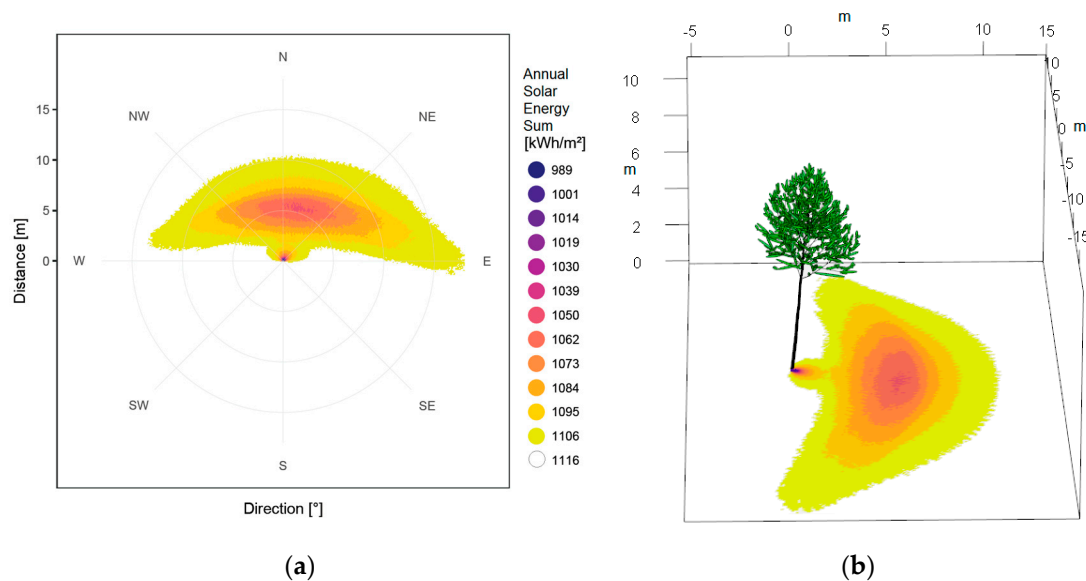 N
NW
NE
W
E
SW
SE
S
15
10
5
0
Distance [m]
Direction [°]
Annual
Solar
Energy
Sum
[kWh/m²]
989
1001
1014
1019
1030
1039
1050
1062
1073
1084
1095
1106
1116
(a)
m
-5
0
5
10
15
10
8
6
m
4
2
0
10
5
0
m
-5
-10
-15
(b)